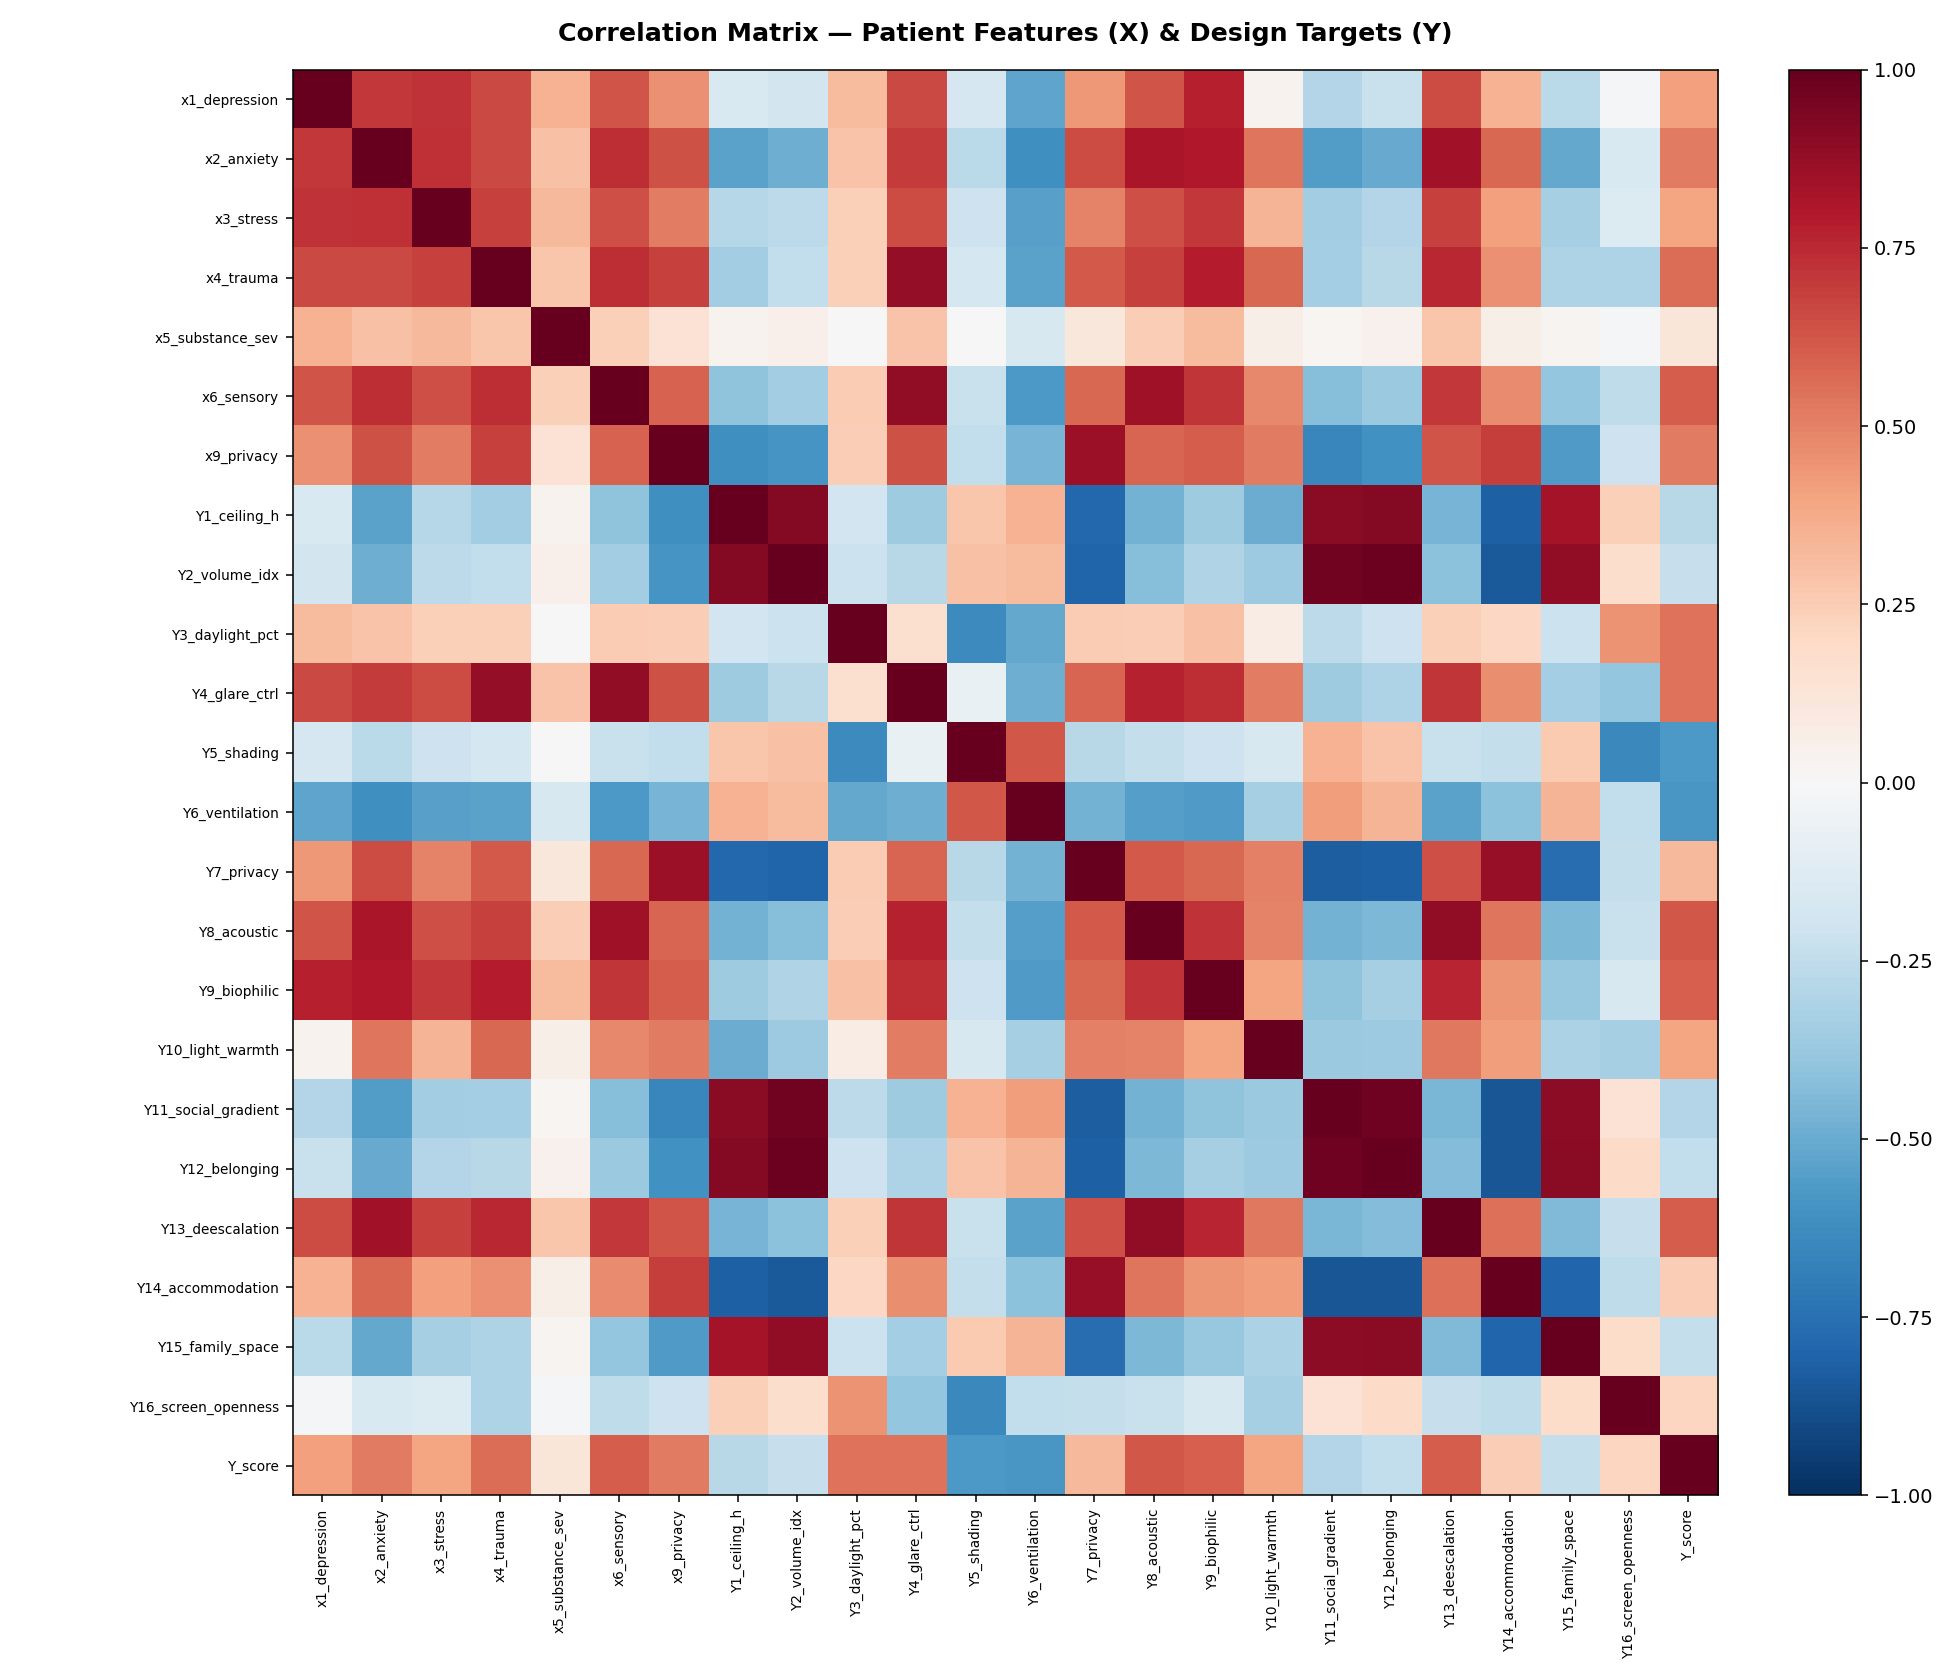 Correlation Matrix — Patient Features (X) & Design Targets (Y)
x1_depression
x2_anxiety
x3_stress
x4_trauma
x5_substance_sev
x6_sensory
x9_privacy
Y1_ceiling_h
Y2_volume_idx
Y3_daylight_pct
Y4_glare_ctrl
Y5_shading
Y6_ventilation
Y7_privacy
Y8_acoustic
Y9_biophilic
Y10_light_warmth
Y11_social_gradient
Y12_belonging
Y13_deescalation
Y14_accommodation
Y15_family_space
Y16_screen_openness
Y_score
x1_depression
x2_anxiety
x3_stress
x4_trauma
x5_substance_sev
x6_sensory
x9_privacy
Y1_ceiling_h
Y2_volume_idx
Y3_daylight_pct
Y4_glare_ctrl
Y5_shading
Y6_ventilation
Y7_privacy
Y8_acoustic
Y9_biophilic
Y10_light_warmth
Y11_social_gradient
Y12_belonging
Y13_deescalation
Y14_accommodation
Y15_family_space
Y16_screen_openness
Y_score
1.00
0.75
0.50
0.25
0.00
−0.25
−0.50
−0.75
−1.00